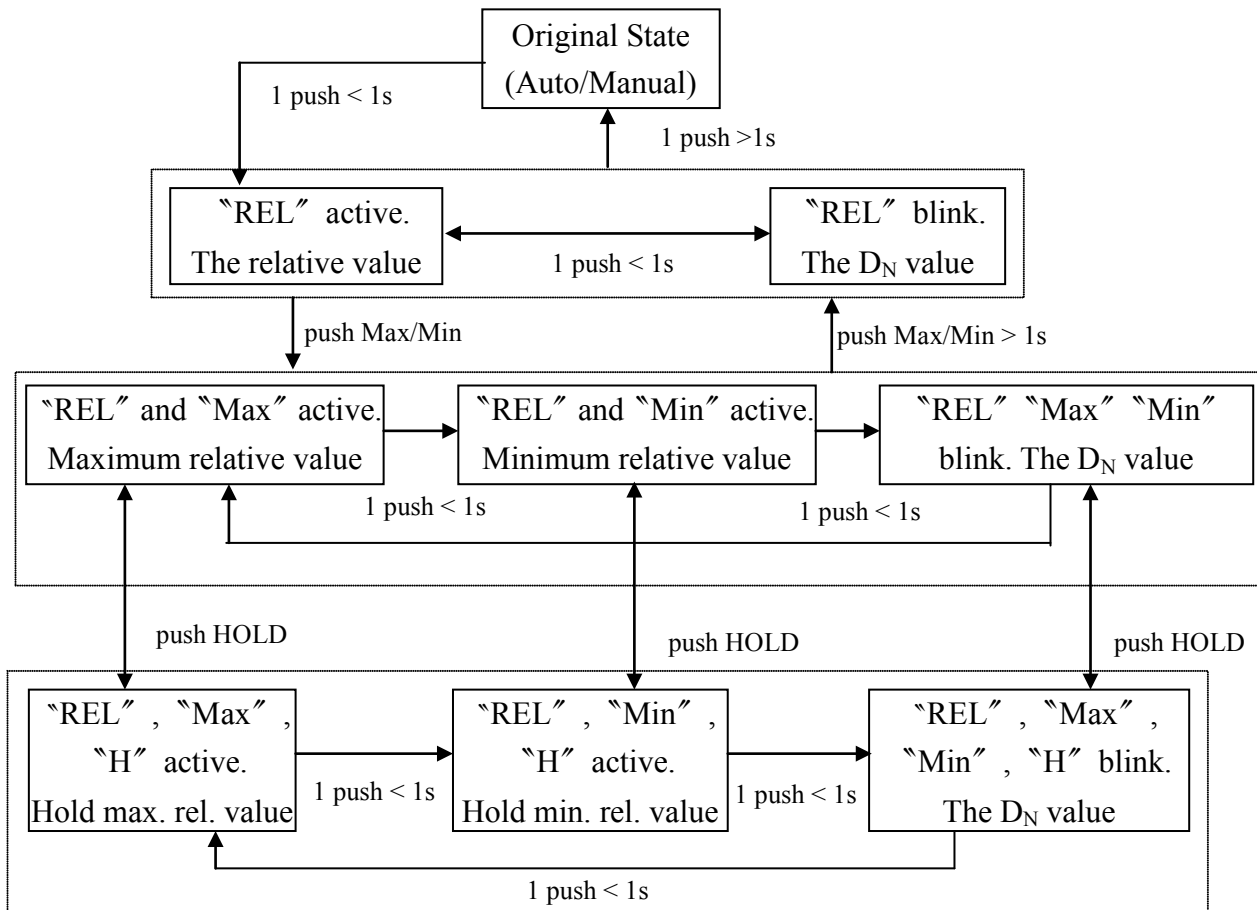 Original State
(Auto/Manual)
1 push < 1s
1 push >1s
〝REL〞 active.
The relative value
1 push < 1s
〝REL〞 blink.
The D_N value
push Max/Min
push Max/Min > 1s
〝REL〞 and 〝Max〞 active.
Maximum relative value
〝REL〞 and 〝Min〞 active.
Minimum relative value
〝REL〞 〝Max〞 〝Min〞
blink. The D_N value
1 push < 1s
1 push < 1s
push HOLD
push HOLD
push HOLD
〝REL〞 , 〝Max〞 ,
〝H〞 active.
Hold max. rel. value
1 push < 1s
〝REL〞 , 〝Min〞 ,
〝H〞 active.
Hold min. rel. value
1 push < 1s
〝REL〞 , 〝Max〞 ,
〝Min〞 , 〝H〞 blink.
The D_N value
1 push < 1s